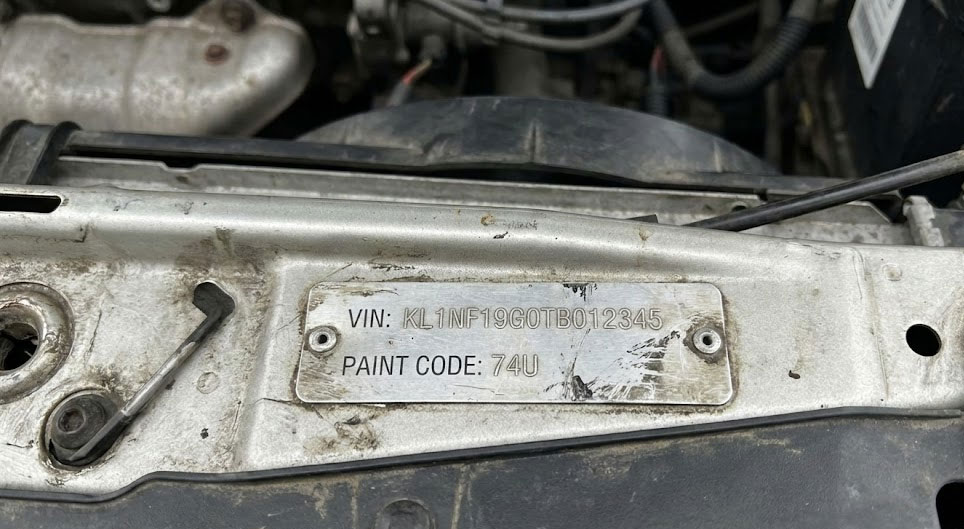 VIN: KL1NF19G0TB012345
PAINT CODE: 74U